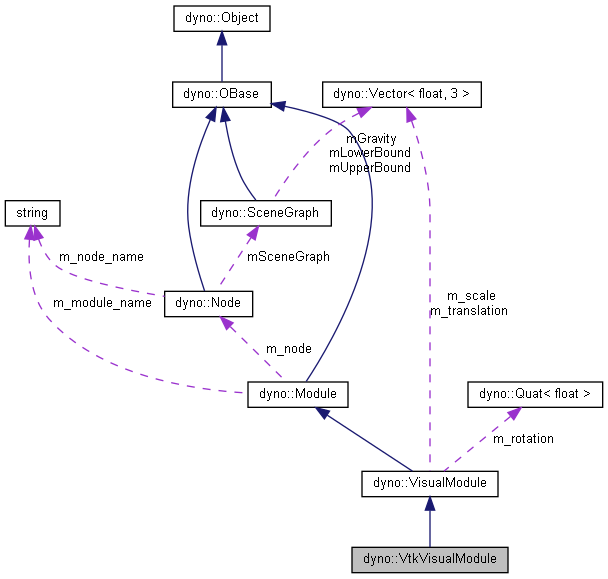 dyno::Object
dyno::OBase
dyno::Vector< float, 3 >
mGravity
mLowerBound
mUpperBound
string
dyno::SceneGraph
m_node_name
mSceneGraph
dyno::Node
m_module_name
m_scale
m_translation
m_node
dyno::Module
dyno::Quat< float >
m_rotation
dyno::VisualModule
dyno::VtkVisualModule